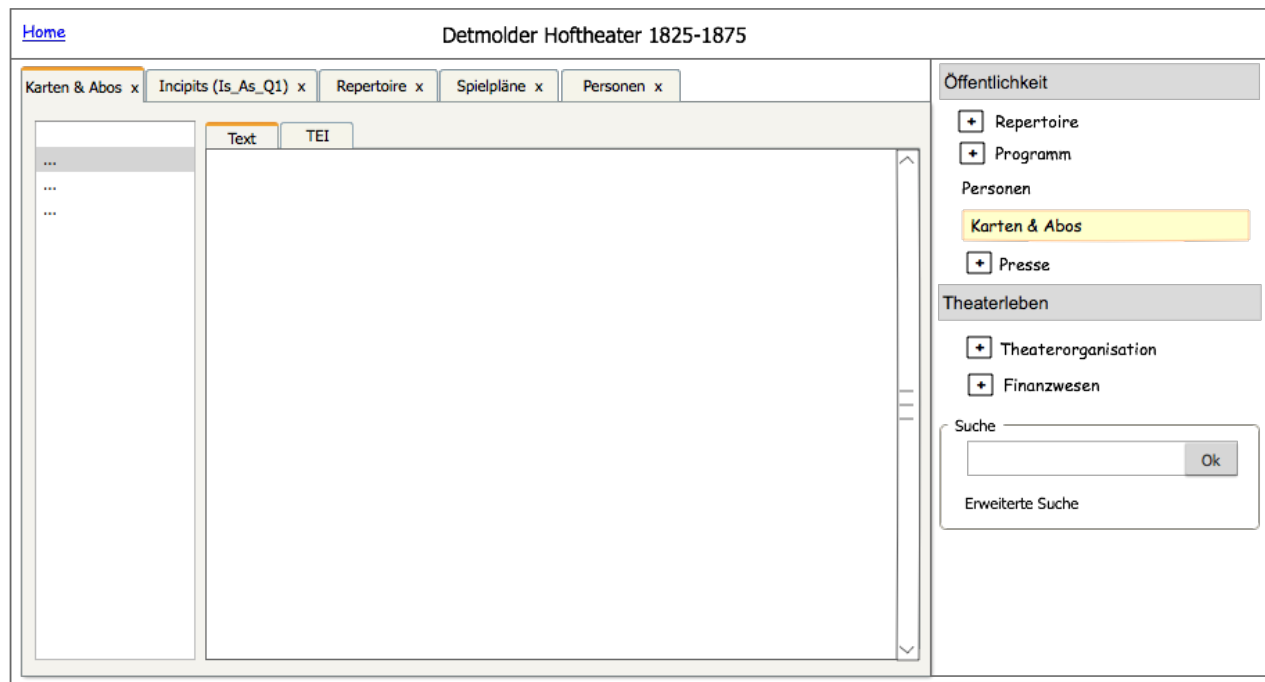 Home
Detmolder Hoftheater 1825-1875
Karten & Abos x
Incipits (Is_As_Q1) x
Repertoire x
Spielpläne x
Personen x
...
...
...
Text
TEI
Öffentlichkeit
+ Repertoire
+ Programm
Personen
Karten & Abos
+ Presse
Theaterleben
+ Theaterorganisation
+ Finanzwesen
Suche
Ok
Erweiterte Suche